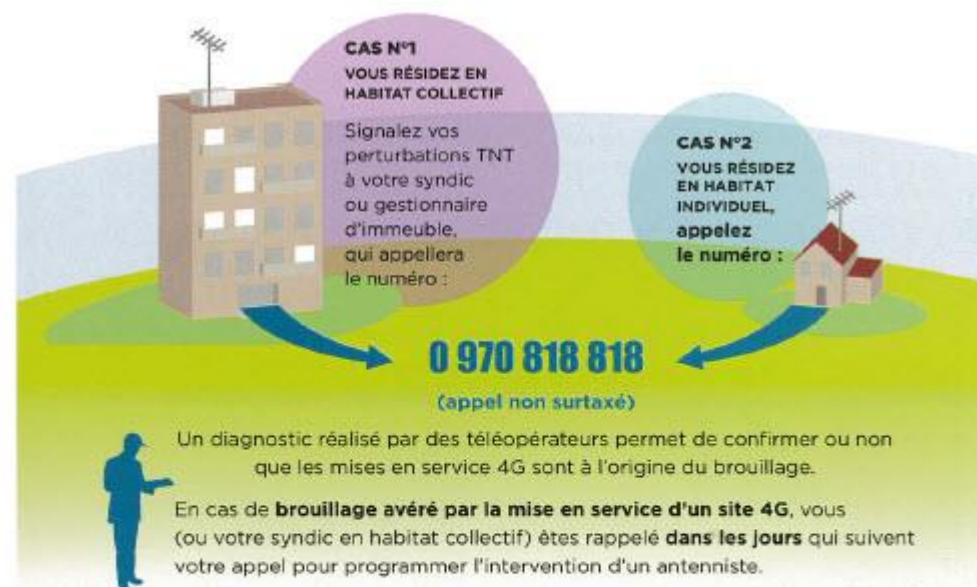 CAS N°1
VOUS RÉSIDEZ EN
HABITAT COLLECTIF
Signalez vos
perturbations TNT
à votre syndic
ou gestionnaire
d'immeuble,
qui appellera
le numéro :
CAS N°2
VOUS RÉSIDEZ
EN HABITAT
INDIVIDUEL,
appelez
le numéro :
0 970 818 818
(appel non surtaxé)
Un diagnostic réalisé par des téléopérateurs permet de confirmer ou non
que les mises en service 4G sont à l'origine du brouillage.
En cas de brouillage avéré par la mise en service d'un site 4G, vous
(ou votre syndic en habitat collectif) êtes rappelé dans les jours qui suivent
votre appel pour programmer l'intervention d'un antenniste.